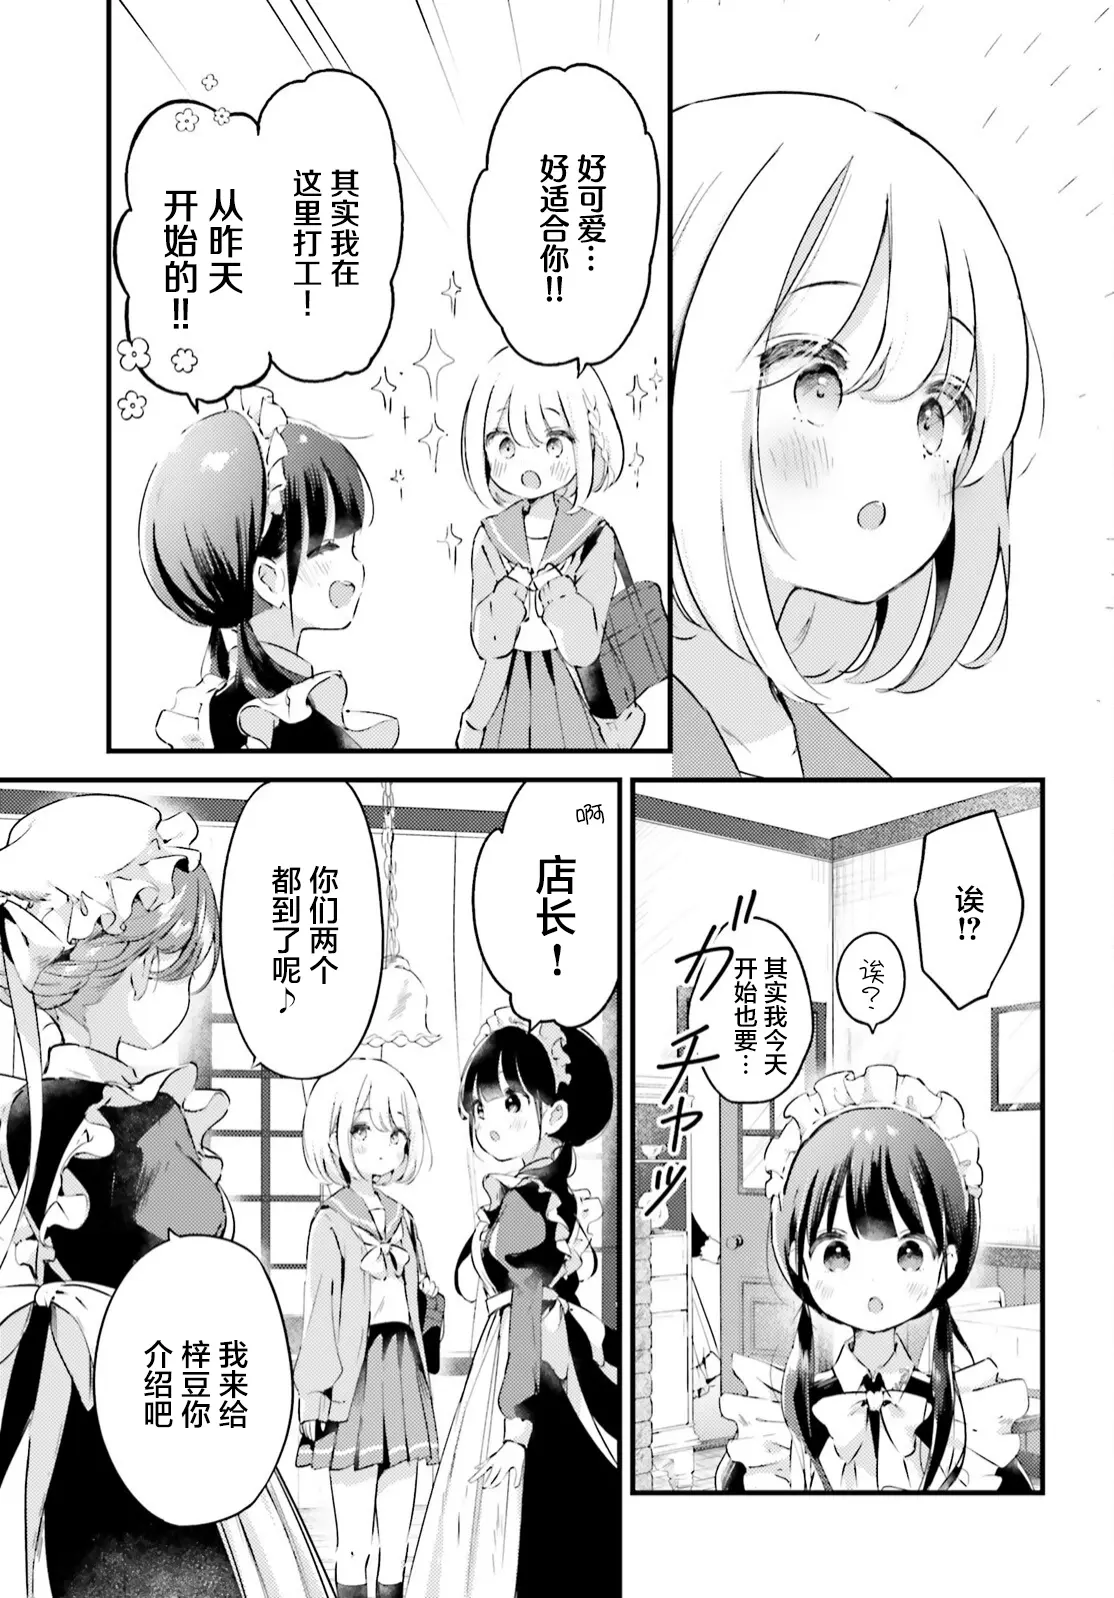 好可爱…
好适合你!!
其实我在
这里打工！
从昨天
开始的!!
诶!?
诶？
其实我今天
开始也要…
ガチャッ
啊
店长！
你们两个
都到了呢♪
我来给
梓豆你
介绍吧